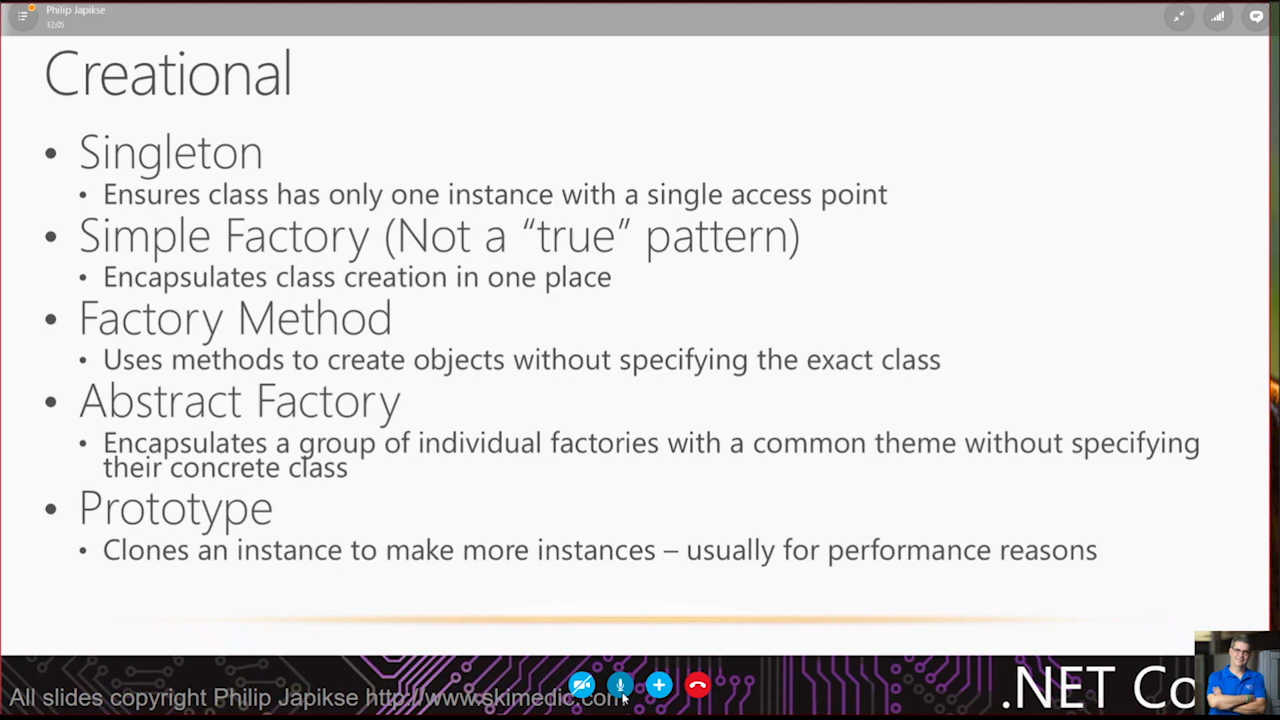 Philip Japikse
32:05
Creational
• Singleton
• Ensures class has only one instance with a single access point
• Simple Factory (Not a “true” pattern)
• Encapsulates class creation in one place
• Factory Method
• Uses methods to create objects without specifying the exact class
• Abstract Factory
• Encapsulates a group of individual factories with a common theme without specifying
their concrete class
• Prototype
• Clones an instance to make more instances – usually for performance reasons
All slides copyright Philip Japikse http://www.skimedic.com
.NET Co